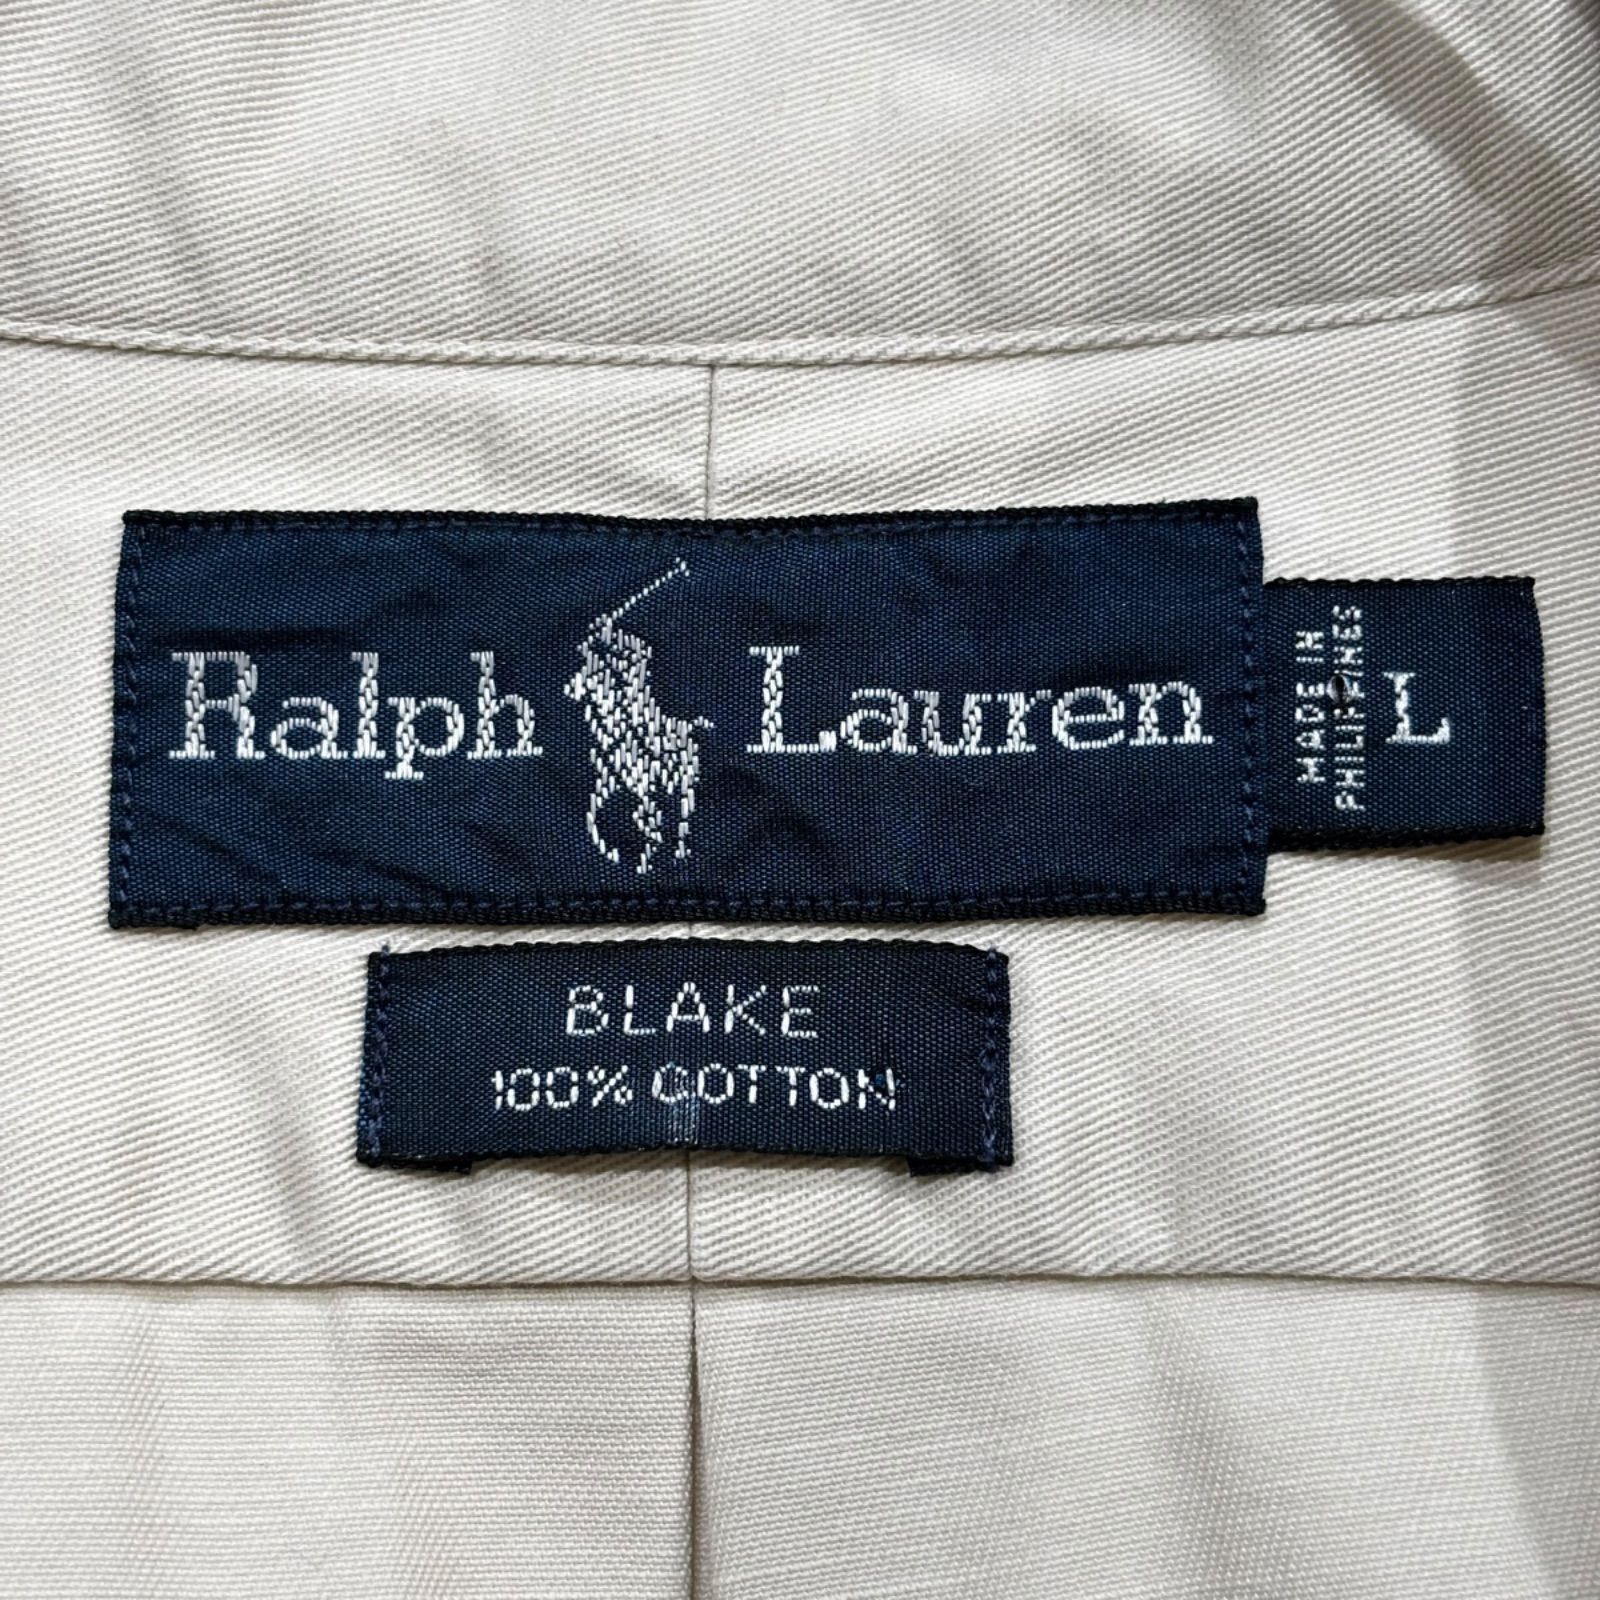 Ralph Lauren
MADE IN
PHILIPPINES
L
BLAKE
100% COTTON